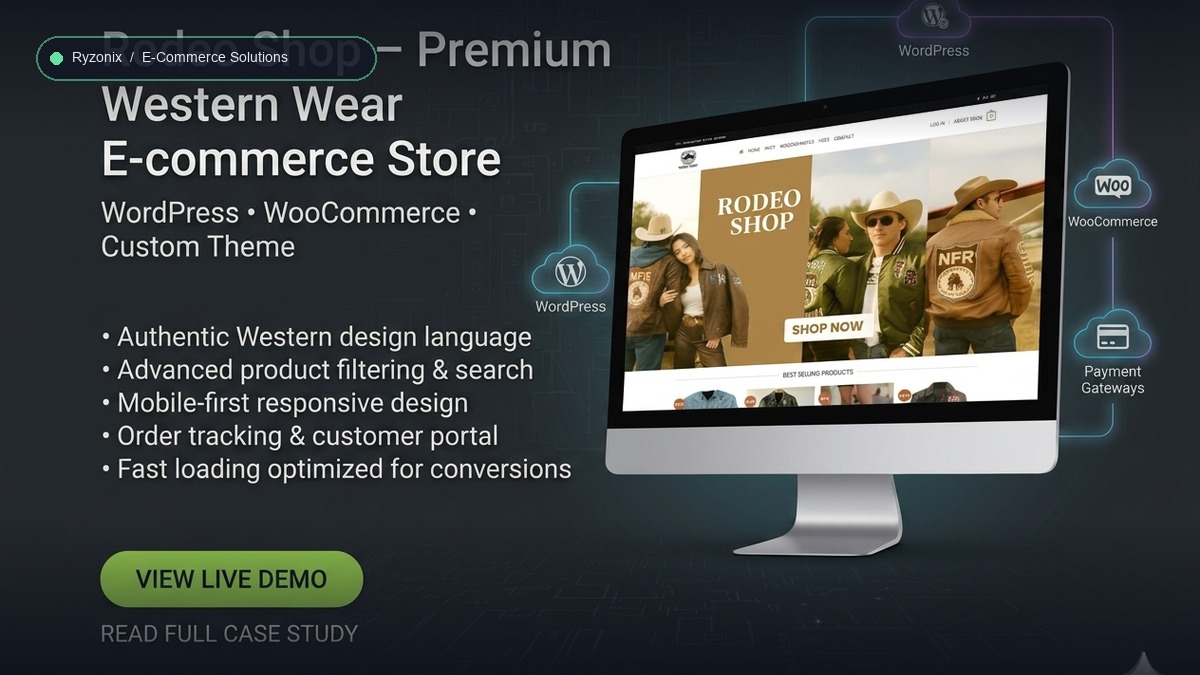 Ryzonix / E-Commerce Solutions
Rodeo Shop – Premium
Western Wear
E-commerce Store
WordPress • WooCommerce •
Custom Theme
• Authentic Western design language
• Advanced product filtering & search
• Mobile-first responsive design
• Order tracking & customer portal
• Fast loading optimized for conversions
VIEW LIVE DEMO
READ FULL CASE STUDY
WordPress
WordPress
WOO
WooCommerce
Payment
Gateways
HOME
LOG IN
RODEO
SHOP
NFR
SHOP NOW
BEST SELLING PRODUCTS